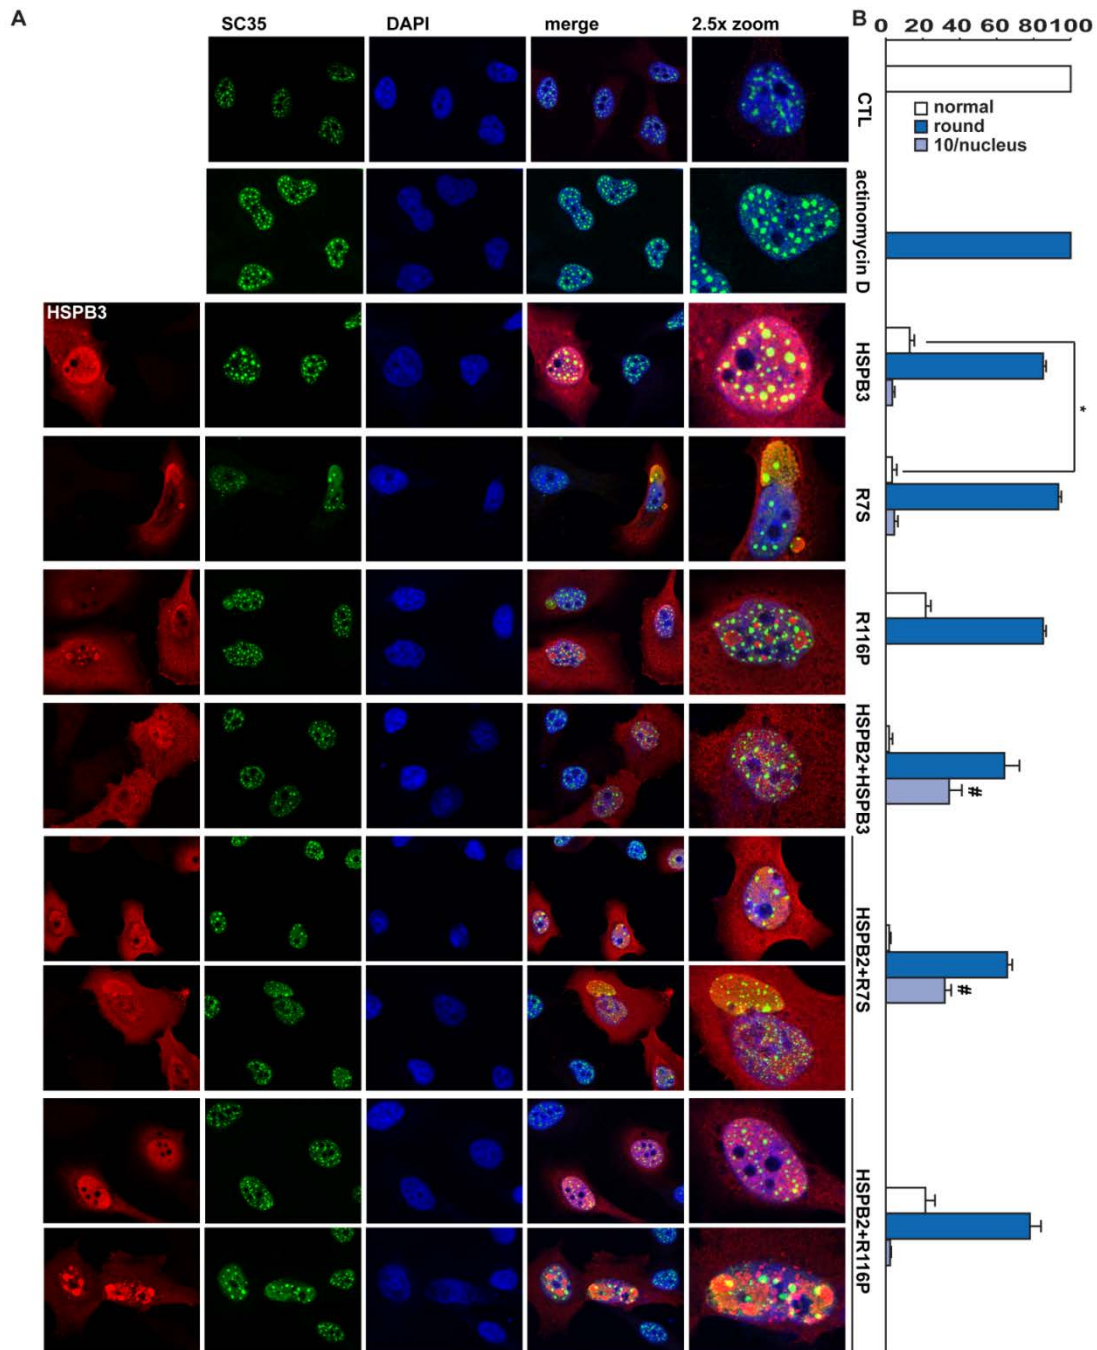 A
SC35 DAPI merge 2.5x zoom
B
0 20 40 60 80 100
CTL
normal
round
10/nucleus
actinomycin D
HSPB3
HSPB3
*
R7S
R116P
HSPB2+HSPB3
#
HSPB2+R7S
#
HSPB2+R116P